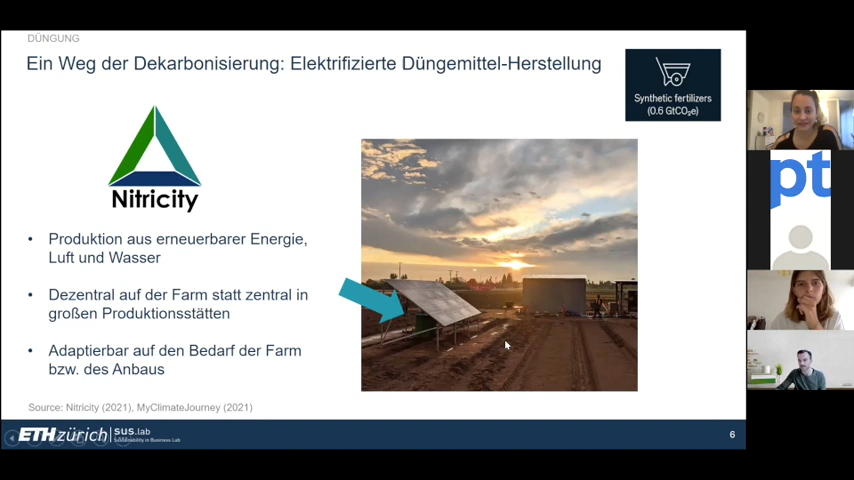 DÜNGUNG
Ein Weg der Dekarbonisierung: Elektrifizierte Düngemittel-Herstellung
Synthetic fertilizers
(0.6 GtCO₂e)
Nitricity
• Produktion aus erneuerbarer Energie,
Luft und Wasser
• Dezentral auf der Farm statt zentral in
großen Produktionsstätten
• Adaptierbar auf den Bedarf der Farm
bzw. des Anbaus
Source: Nitricity (2021), MyClimateJourney (2021)
ETH zürich
sus.lab
Sustainability in Business Lab
6
pt